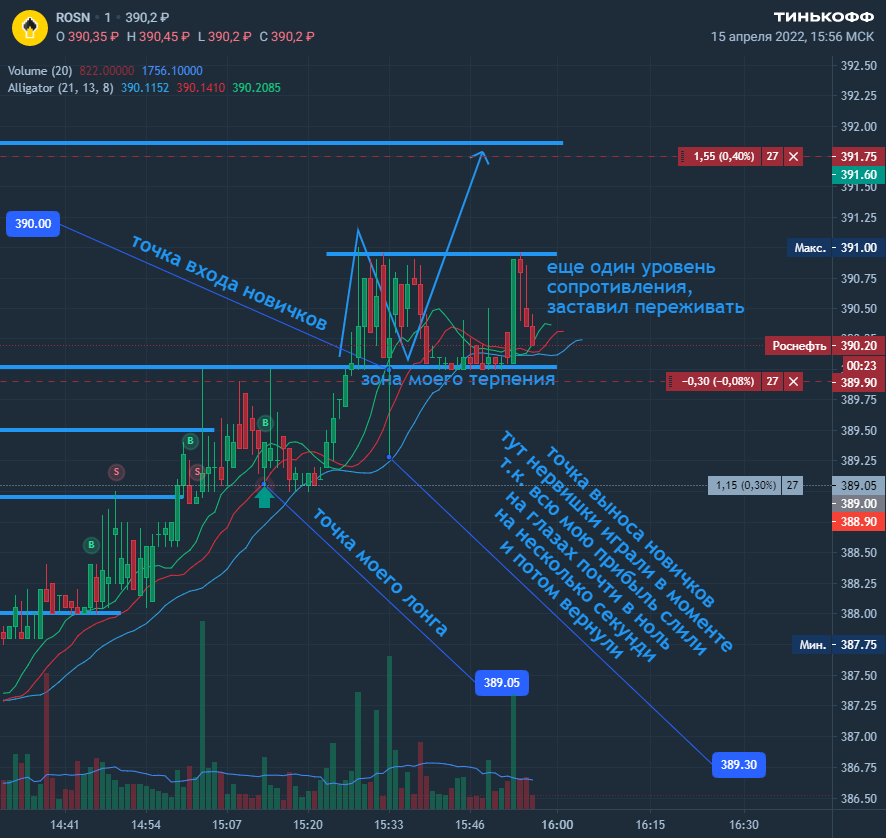 ROSN · 1 · 390,2 ₽
O 390,35 ₽ H 390,45 ₽ L 390,2 ₽ C 390,2 ₽
ТИНЬКОФФ
15 апреля 2022, 15:56 МСК
Volume (20) 822.00000 1756.10000
Alligator (21, 13, 8) 390.1152 390.1410 390.2085
392.50
392.25
392.00
1,55 (0,40%) 27 X 391.75
391.60
391.50
391.25
390.00
точка входа новичков
Макс. 391.00
еще один уровень
сопротивления,
заставил переживать
390.75
390.50
Роснефть 390.20
00:23
зона моего терпения
−0,30 (−0,08%) 27 X 389.90
389.75
389.50
B
B
S
S
B
389.25
1,15 (0,30%) 27 389.05
389.00
388.90
точка моего лонга
точка выноса новичков
тут нервишки играли в моменте
т.к. всю мою прибыль слили
на глазах почти в ноль
на несколько секунди
и потом вернули
388.50
388.25
388.00
Мин. 387.75
387.50
389.05
387.25
387.00
389.30
386.75
386.50
14:41 14:54 15:07 15:20 15:33 15:46 16:00 16:15 16:30